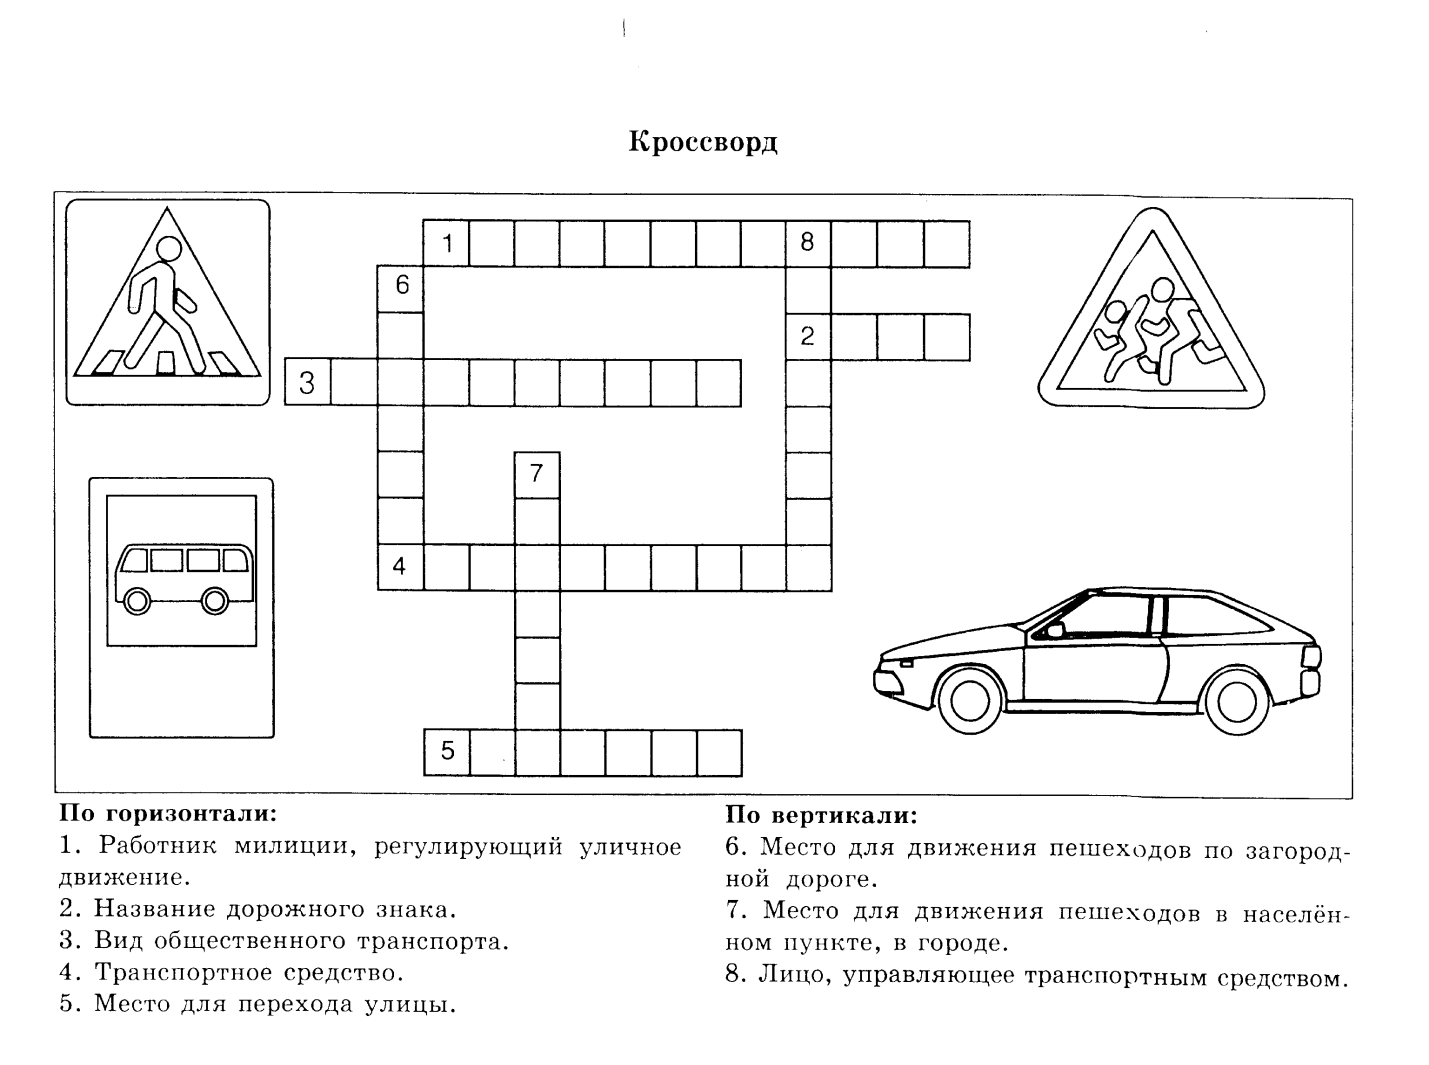 Кроссворд
1
8
6
2
3
7
4
5
По горизонтали:
1. Работник милиции, регулирующий уличное
движение.
2. Название дорожного знака.
3. Вид общественного транспорта.
4. Транспортное средство.
5. Место для перехода улицы.
По вертикали:
6. Место для движения пешеходов по загород-
ной дороге.
7. Место для движения пешеходов в населён-
ном пункте, в городе.
8. Лицо, управляющее транспортным средством.